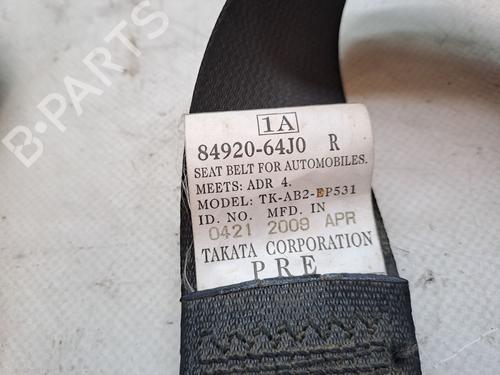 B-PARTS
1A
84920-64J0 R
SEAT BELT FOR AUTOMOBILES.
MEETS: ADR 4.
MODEL: TK-AB2-EP531
ID. NO. MFD. IN
0421 2009 APR
TAKATA CORPORATION
PRE